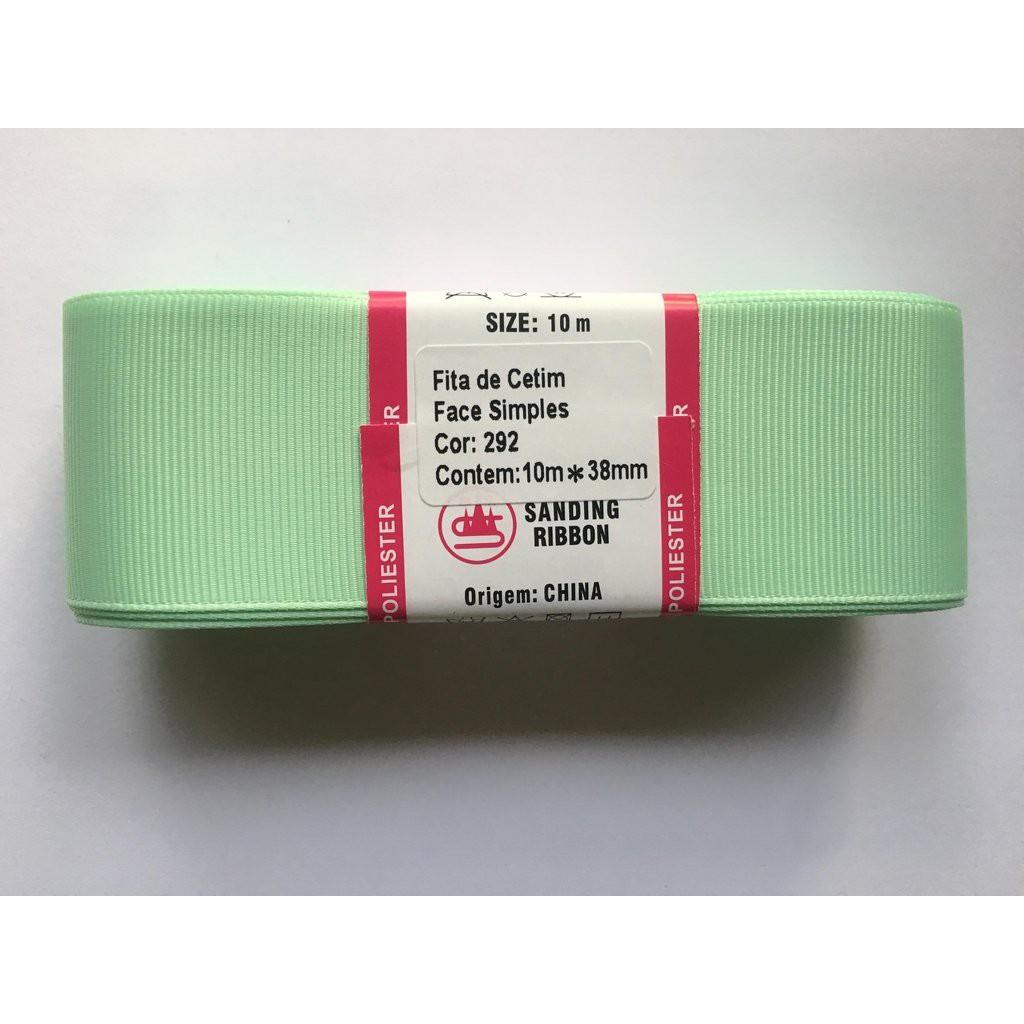 SIZE: 10 m
Fita de Cetim
Face Simples
Cor: 292
Contem:10m*38mm
SANDING
RIBBON
Origem: CHINA
POLIESTER
POLIESTER
R
R